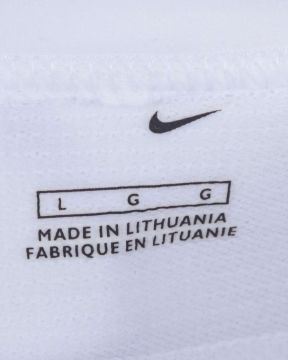 L G G
MADE IN LITHUANIA
FABRIQUE EN LITUANIE